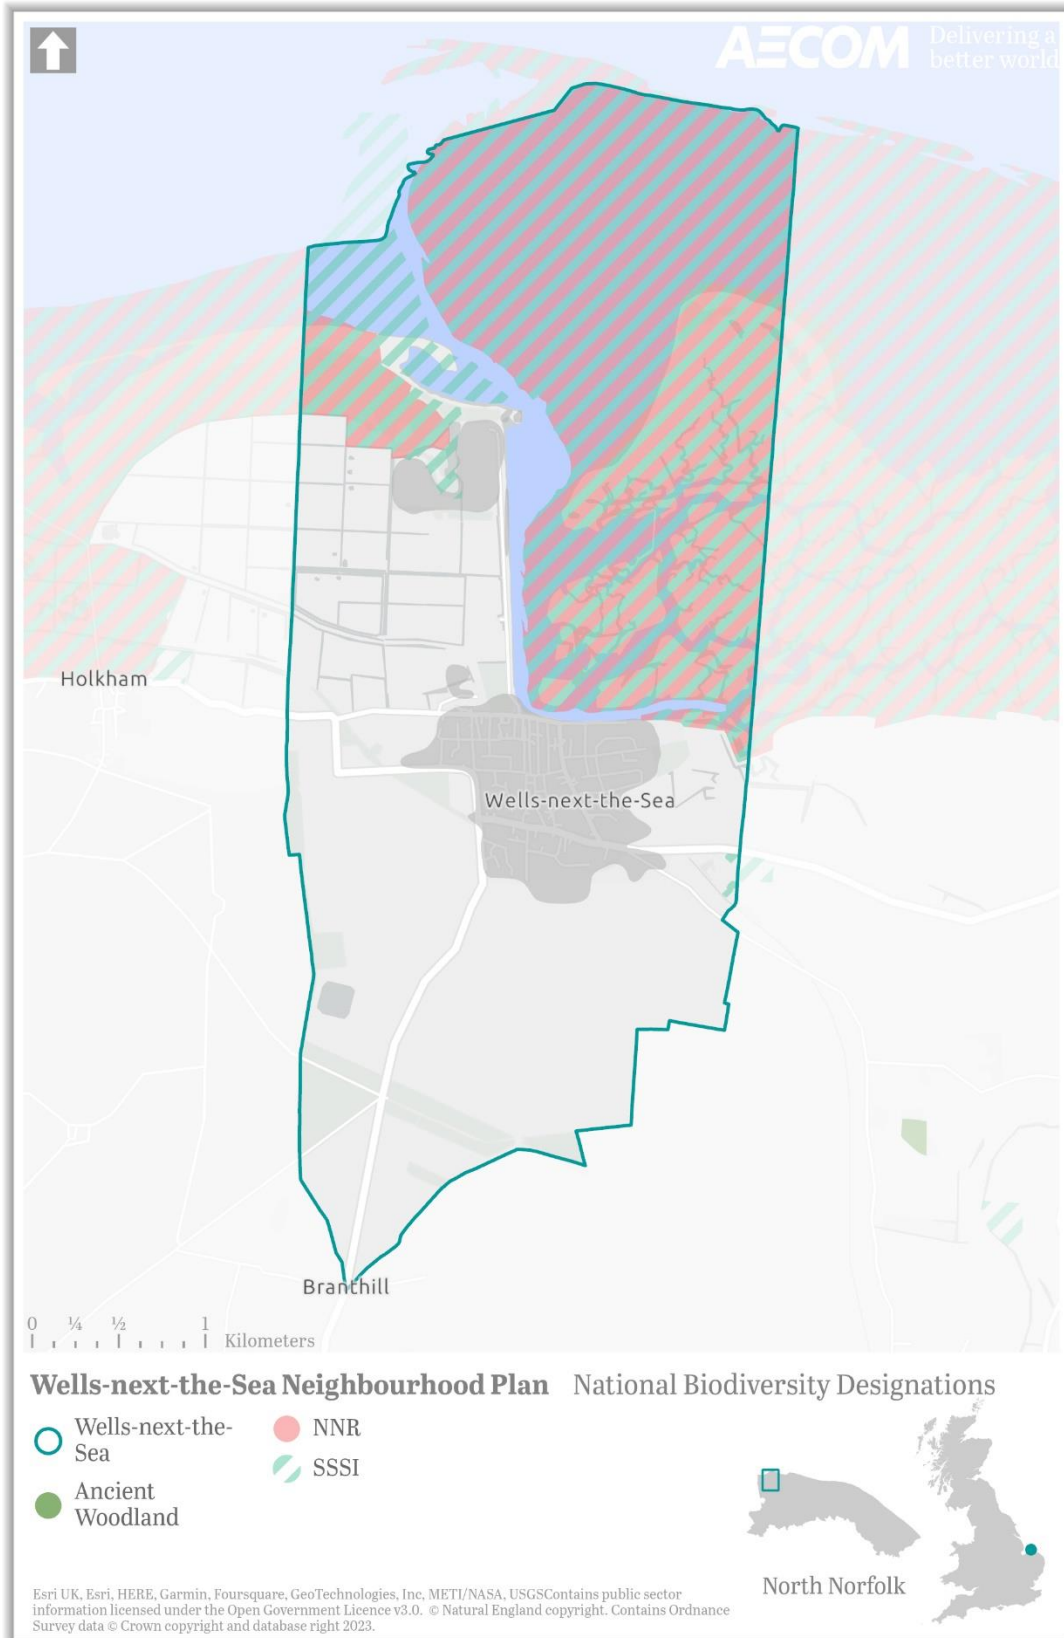 AECOM
Delivering a
better world
Holkham
Wells-next-the-Sea
Branthill
0 ¼ ½ 1
Kilometers
Wells-next-the-Sea Neighbourhood Plan National Biodiversity Designations
Wells-next-the-
Sea
Ancient
Woodland
NNR
SSSI
North Norfolk
Esri UK, Esri, HERE, Garmin, Foursquare, GeoTechnologies, Inc, METI/NASA, USGSContains public sector
information licensed under the Open Government Licence v3.0. © Natural England copyright. Contains Ordnance
Survey data © Crown copyright and database right 2023.